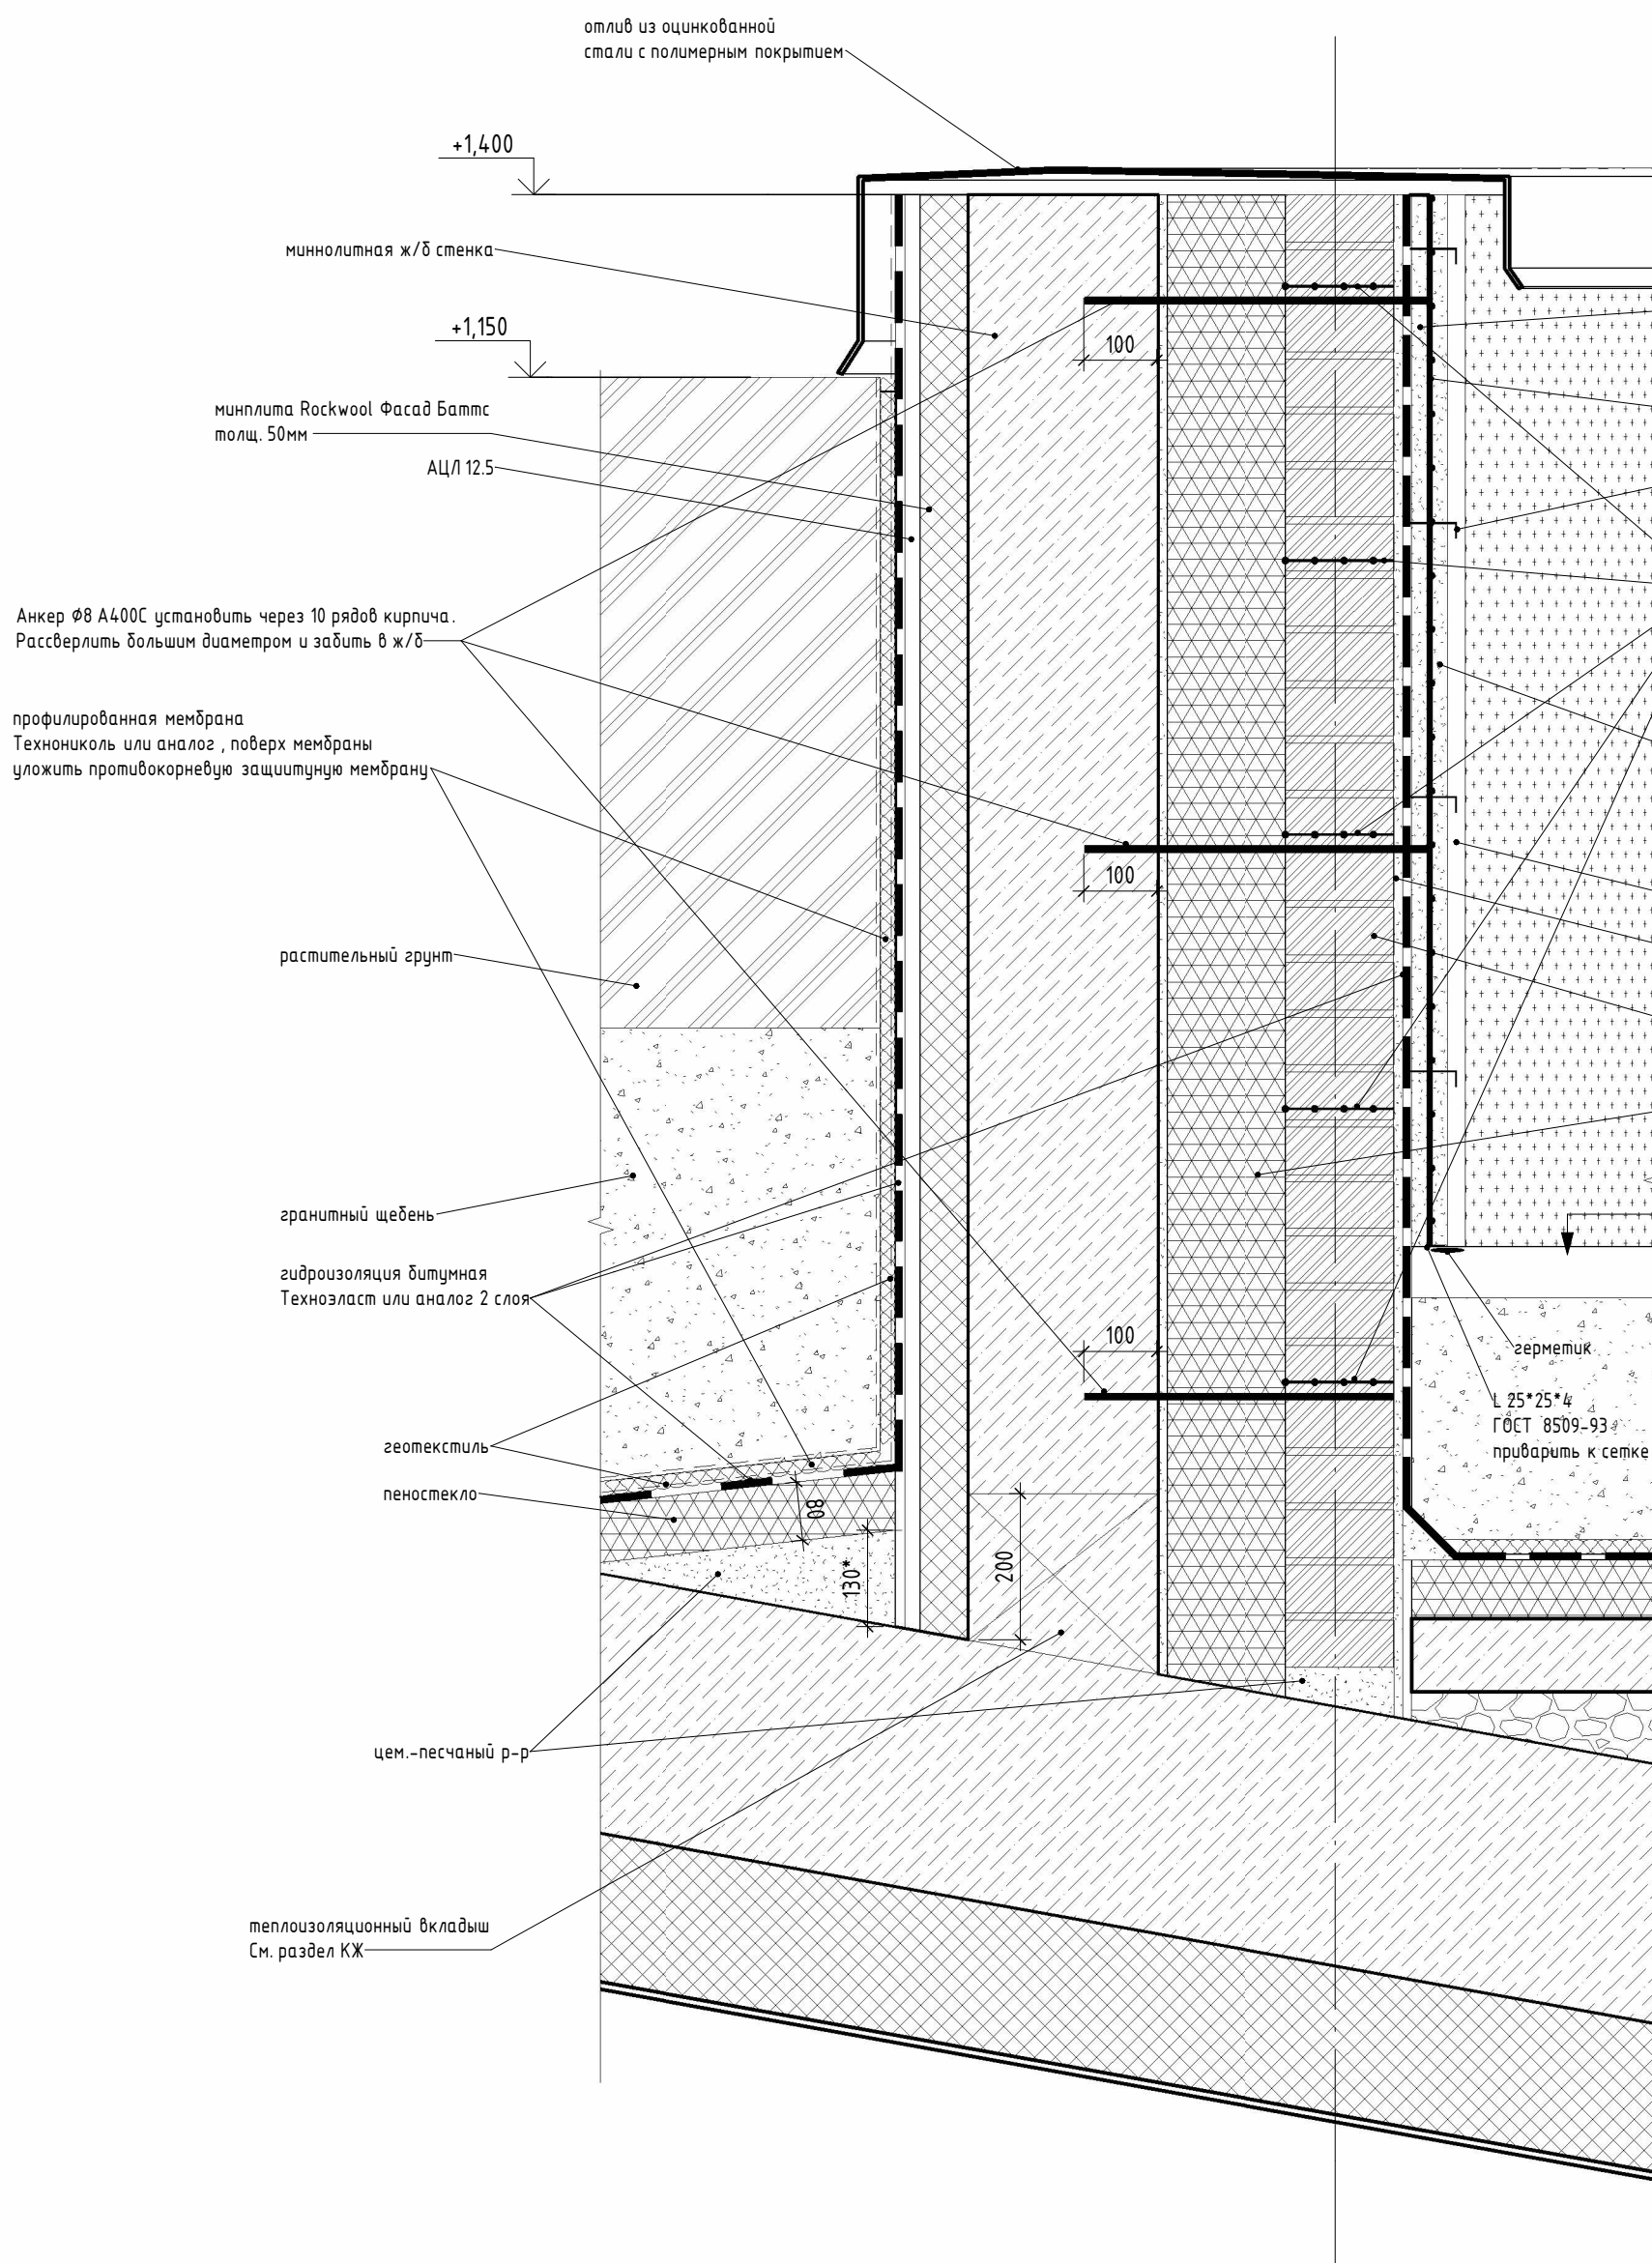 отлив из оцинкованной
стали с полимерным покрытием
+1,400
миннолитная ж/б стенка
+1,150
100
минплита Rockwool Фасад Баттс
толщ. 50мм
АЦЛ 12.5
Анкер Ф8 А400С установить через 10 рядов кирпича.
Рассверлить большим диаметром и забить в ж/б
профилированная мембрана
Технониколь или аналог , поверх мембраны
уложить противокорневую защиитуную мембрану
100
растительный грунт
гранитный щебень
гидроизоляция битумная
Техноэласт или аналог 2 слоя
100
герметик
L 25*25*4
ГОСТ 8509-93
приварить к сетке
геотекстиль
пеностекло
80
130*
200
цем.-песчаный р-р
теплоизоляционный вкладыш
См. раздел КЖ